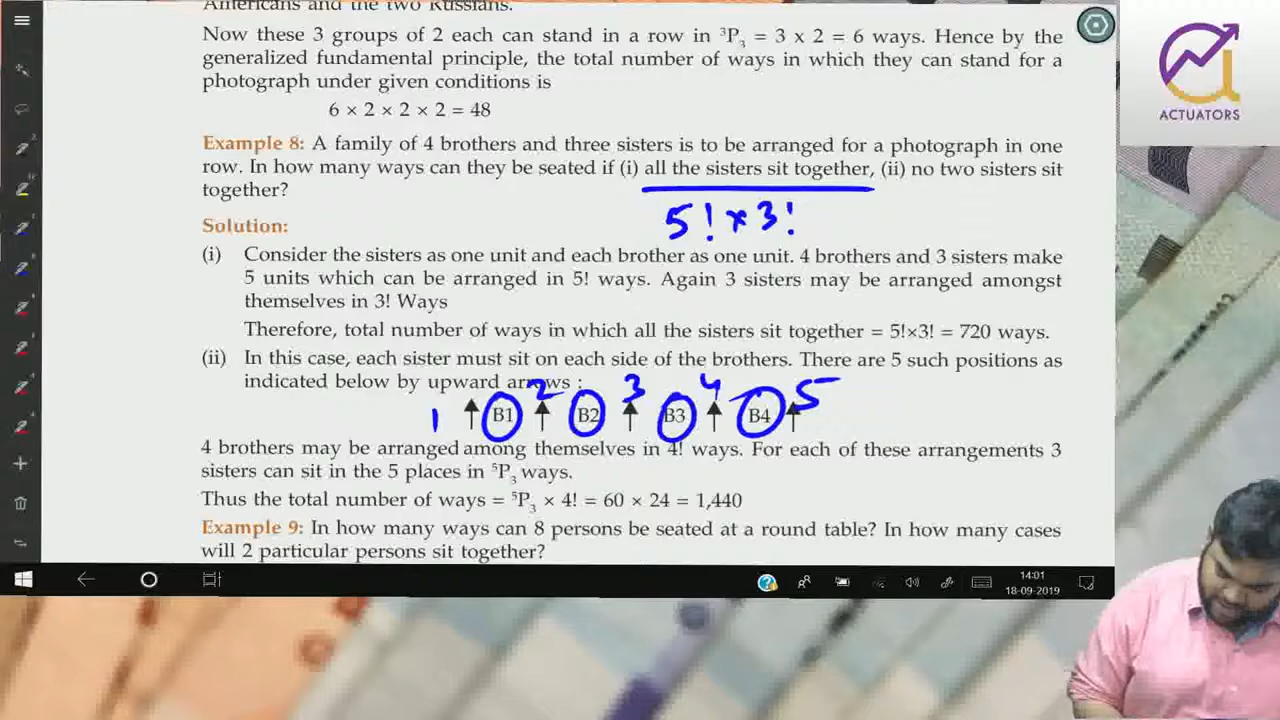 Americans and the two Russians.
Now these 3 groups of 2 each can stand in a row in ³P₃ = 3 x 2 = 6 ways. Hence by the
generalized fundamental principle, the total number of ways in which they can stand for a
photograph under given conditions is
6 × 2 × 2 × 2 = 48
Example 8: A family of 4 brothers and three sisters is to be arranged for a photograph in one
row. In how many ways can they be seated if (i) all the sisters sit together, (ii) no two sisters sit
together?
5! × 3!
Solution:
(i) Consider the sisters as one unit and each brother as one unit. 4 brothers and 3 sisters make
5 units which can be arranged in 5! ways. Again 3 sisters may be arranged amongst
themselves in 3! Ways
Therefore, total number of ways in which all the sisters sit together = 5!×3! = 720 ways.
(ii) In this case, each sister must sit on each side of the brothers. There are 5 such positions as
indicated below by upward arrows :
1 B1 2 B2 3 B3 4 B4 5
4 brothers may be arranged among themselves in 4! ways. For each of these arrangements 3
sisters can sit in the 5 places in ⁵P₃ ways.
Thus the total number of ways = ⁵P₃ × 4! = 60 × 24 = 1,440
Example 9: In how many ways can 8 persons be seated at a round table? In how many cases
will 2 particular persons sit together?
14:01
18-09-2019
ACTUATORS